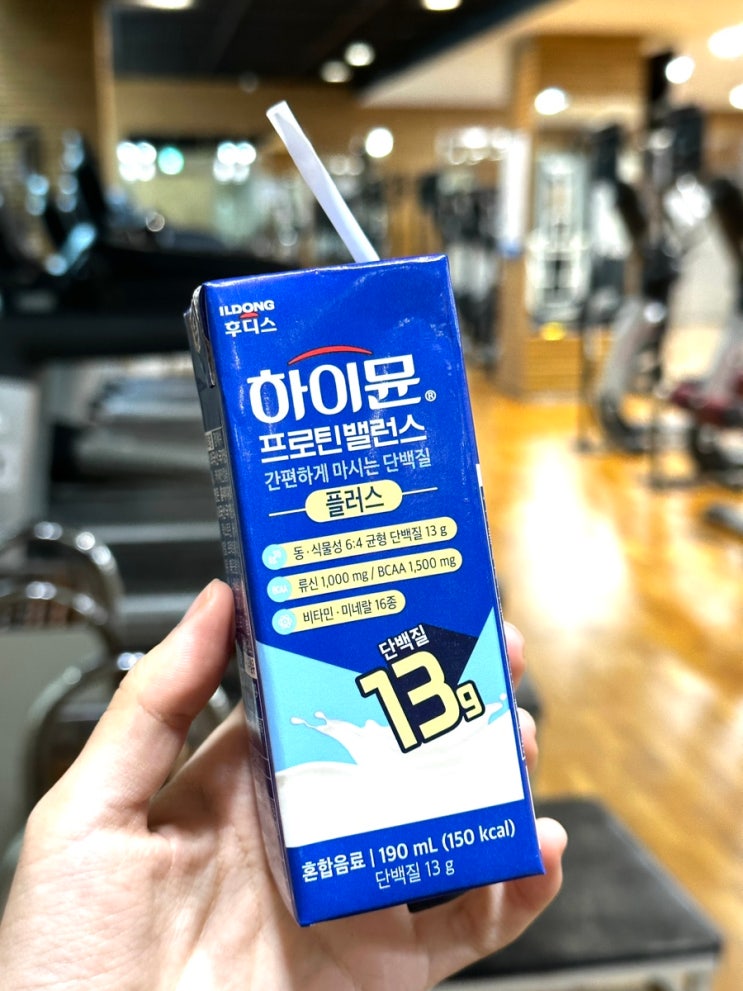 ILDONG
후디스
하이뮨®
프로틴밸런스
간편하게 마시는 단백질
플러스
동·식물성 6:4 균형 단백질 13 g
BCAA 류신 1,000 mg / BCAA 1,500 mg
비타민·미네랄 16종
단백질
13g
혼합음료 | 190 mL (150 kcal)
단백질 13 g